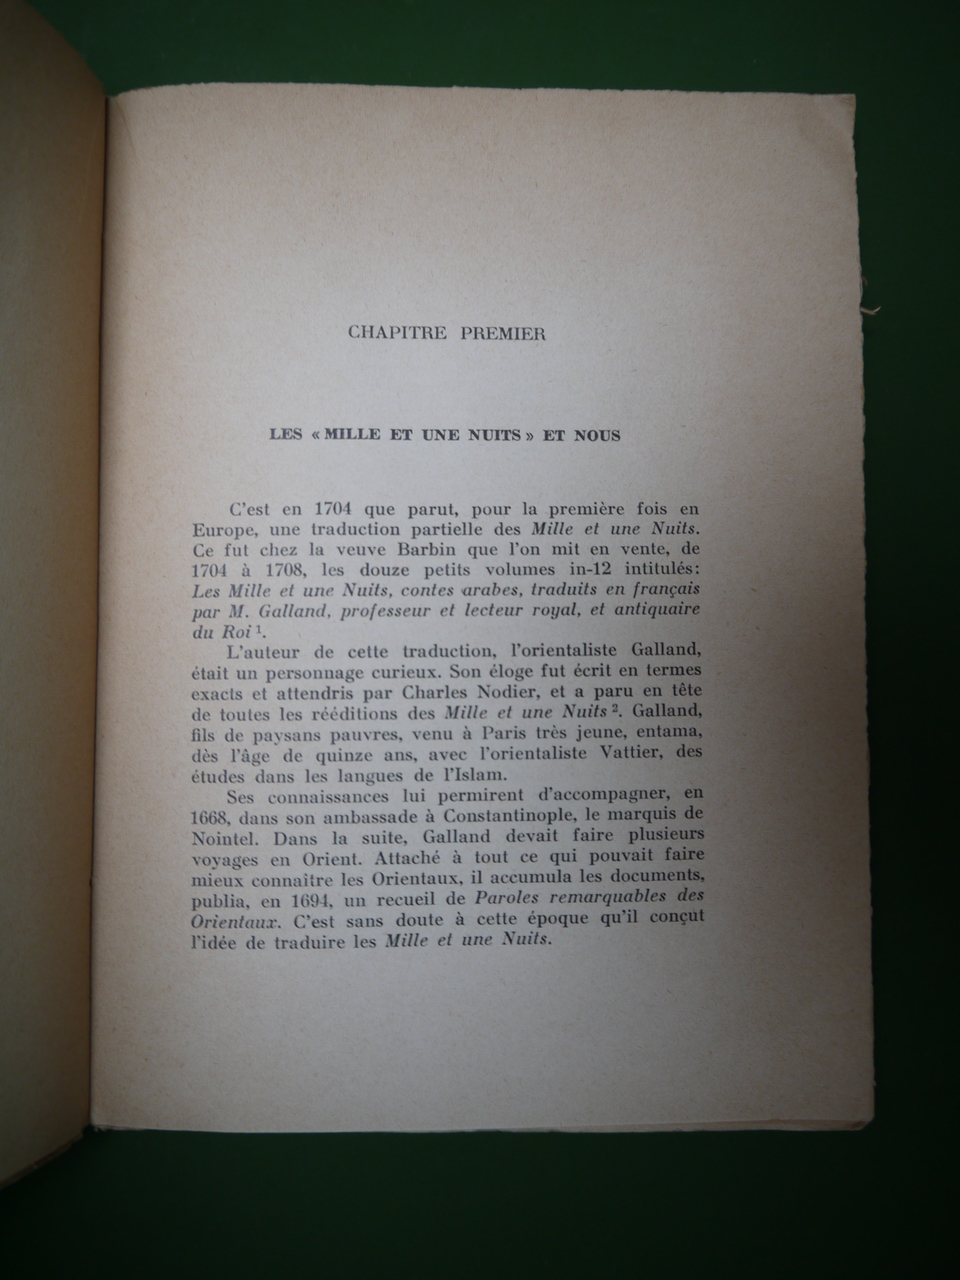 CHAPITRE PREMIER
LES « MILLE ET UNE NUITS » ET NOUS
C'est en 1704 que parut, pour la première fois en
Europe, une traduction partielle des Mille et une Nuits.
Ce fut chez la veuve Barbin que l'on mit en vente, de
1704 à 1708, les douze petits volumes in-12 intitulés:
Les Mille et une Nuits, contes arabes, traduits en français
par M. Galland, professeur et lecteur royal, et antiquaire
du Roi ¹.
L'auteur de cette traduction, l'orientaliste Galland,
était un personnage curieux. Son éloge fut écrit en termes
exacts et attendris par Charles Nodier, et a paru en tête
de toutes les rééditions des Mille et une Nuits ². Galland,
fils de paysans pauvres, venu à Paris très jeune, entama,
dès l'âge de quinze ans, avec l'orientaliste Vattier, des
études dans les langues de l'Islam.
Ses connaissances lui permirent d'accompagner, en
1668, dans son ambassade à Constantinople, le marquis de
Nointel. Dans la suite, Galland devait faire plusieurs
voyages en Orient. Attaché à tout ce qui pouvait faire
mieux connaître les Orientaux, il accumula les documents,
publia, en 1694, un recueil de Paroles remarquables des
Orientaux. C'est sans doute à cette époque qu'il conçut
l'idée de traduire les Mille et une Nuits.